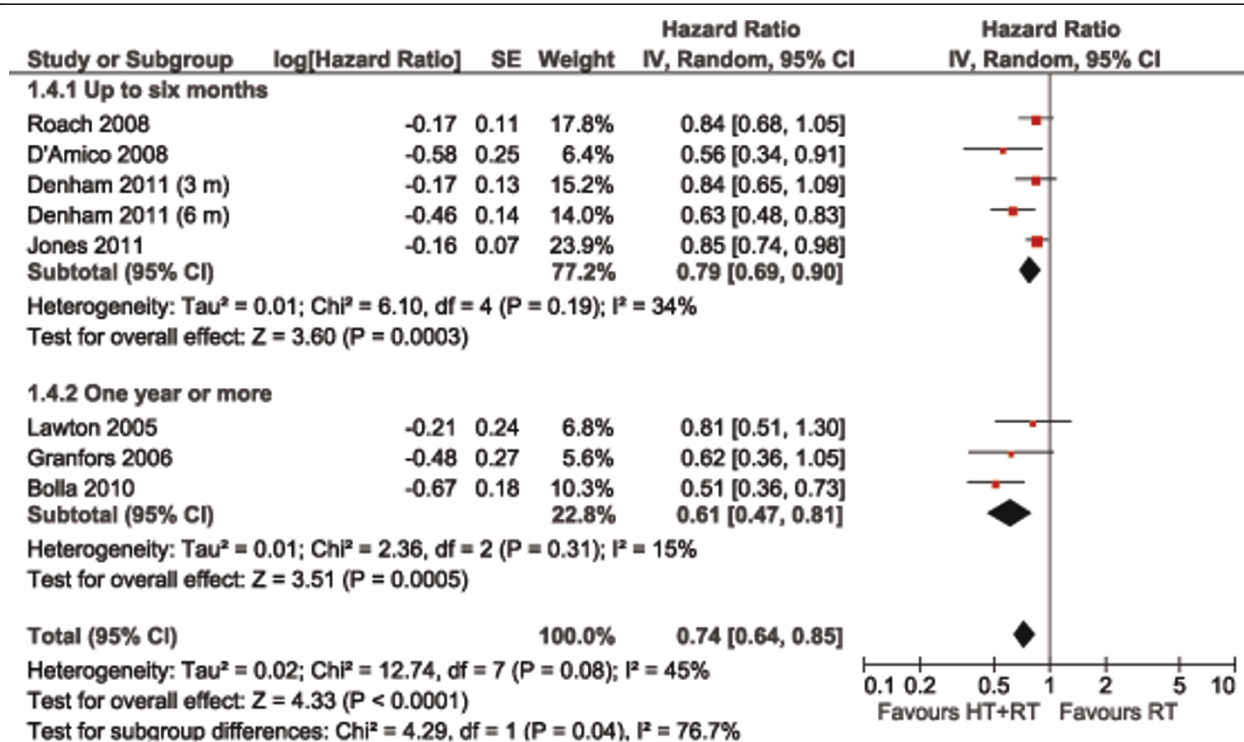 Hazard Ratio Hazard Ratio
Study or Subgroup log[Hazard Ratio] SE Weight IV, Random, 95% CI IV, Random, 95% CI
1.4.1 Up to six months
Roach 2008 -0.17 0.11 17.8% 0.84 [0.68, 1.05]
D'Amico 2008 -0.58 0.25 6.4% 0.56 [0.34, 0.91]
Denham 2011 (3 m) -0.17 0.13 15.2% 0.84 [0.65, 1.09]
Denham 2011 (6 m) -0.46 0.14 14.0% 0.63 [0.48, 0.83]
Jones 2011 -0.16 0.07 23.9% 0.85 [0.74, 0.98]
Subtotal (95% CI) 77.2% 0.79 [0.69, 0.90]
Heterogeneity: Tau² = 0.01; Chi² = 6.10, df = 4 (P = 0.19); I² = 34%
Test for overall effect: Z = 3.60 (P = 0.0003)
1.4.2 One year or more
Lawton 2005 -0.21 0.24 6.8% 0.81 [0.51, 1.30]
Granfors 2006 -0.48 0.27 5.6% 0.62 [0.36, 1.05]
Bolla 2010 -0.67 0.18 10.3% 0.51 [0.36, 0.73]
Subtotal (95% CI) 22.8% 0.61 [0.47, 0.81]
Heterogeneity: Tau² = 0.01; Chi² = 2.36, df = 2 (P = 0.31); I² = 15%
Test for overall effect: Z = 3.51 (P = 0.0005)
Total (95% CI) 100.0% 0.74 [0.64, 0.85]
Heterogeneity: Tau² = 0.02; Chi² = 12.74, df = 7 (P = 0.08); I² = 45%
Test for overall effect: Z = 4.33 (P < 0.0001)
Test for subgroup differences: Chi² = 4.29, df = 1 (P = 0.04), I² = 76.7%
0.1 0.2 0.5 1 2 5 10
Favours HT+RT Favours RT